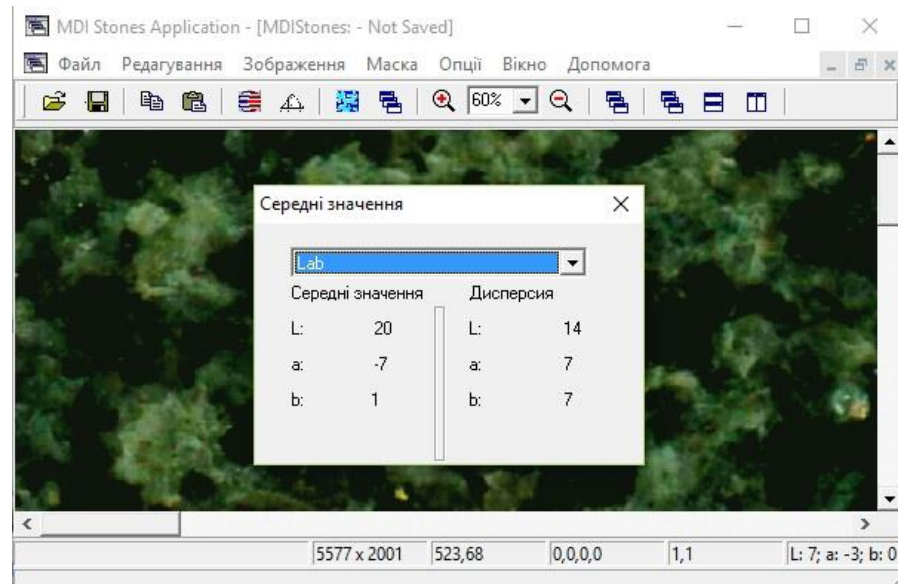 MDI Stones Application - [MDIStones: - Not Saved]
Файл Редагування Зображення Маска Опції Вікно Допомога
60%
Середні значення
Lab
Середні значення Дисперсия
L: 20 L: 14
a: -7 a: 7
b: 1 b: 7
5577 x 2001 523,68 0,0,0,0 1,1 L: 7; a: -3; b: 0